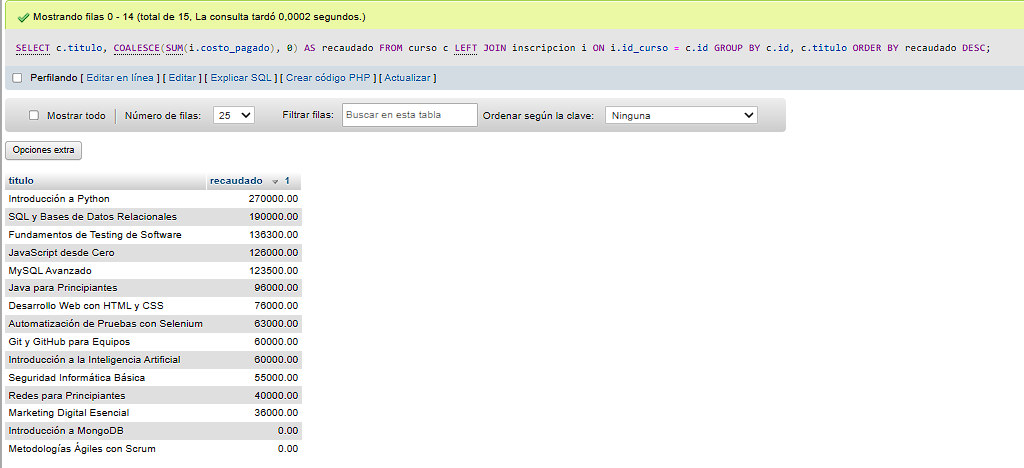 Mostrando filas 0 - 14 (total de 15, La consulta tardó 0,0002 segundos.)
SELECT c.titulo, COALESCE(SUM(i.costo_pagado), 0) AS recaudado FROM curso c LEFT JOIN inscripcion i ON i.id_curso = c.id GROUP BY c.id, c.titulo ORDER BY recaudado DESC;
Perfilando [ Editar en línea ] [ Editar ] [ Explicar SQL ] [ Crear código PHP ] [ Actualizar ]
Mostrar todo Número de filas: 25 Filtrar filas: Buscar en esta tabla Ordenar según la clave: Ninguna
Opciones extra
titulo recaudado 1
Introducción a Python 270000.00
SQL y Bases de Datos Relacionales 190000.00
Fundamentos de Testing de Software 136300.00
JavaScript desde Cero 126000.00
MySQL Avanzado 123500.00
Java para Principiantes 96000.00
Desarrollo Web con HTML y CSS 76000.00
Automatización de Pruebas con Selenium 63000.00
Git y GitHub para Equipos 60000.00
Introducción a la Inteligencia Artificial 60000.00
Seguridad Informática Básica 55000.00
Redes para Principiantes 40000.00
Marketing Digital Esencial 36000.00
Introducción a MongoDB 0.00
Metodologías Ágiles con Scrum 0.00